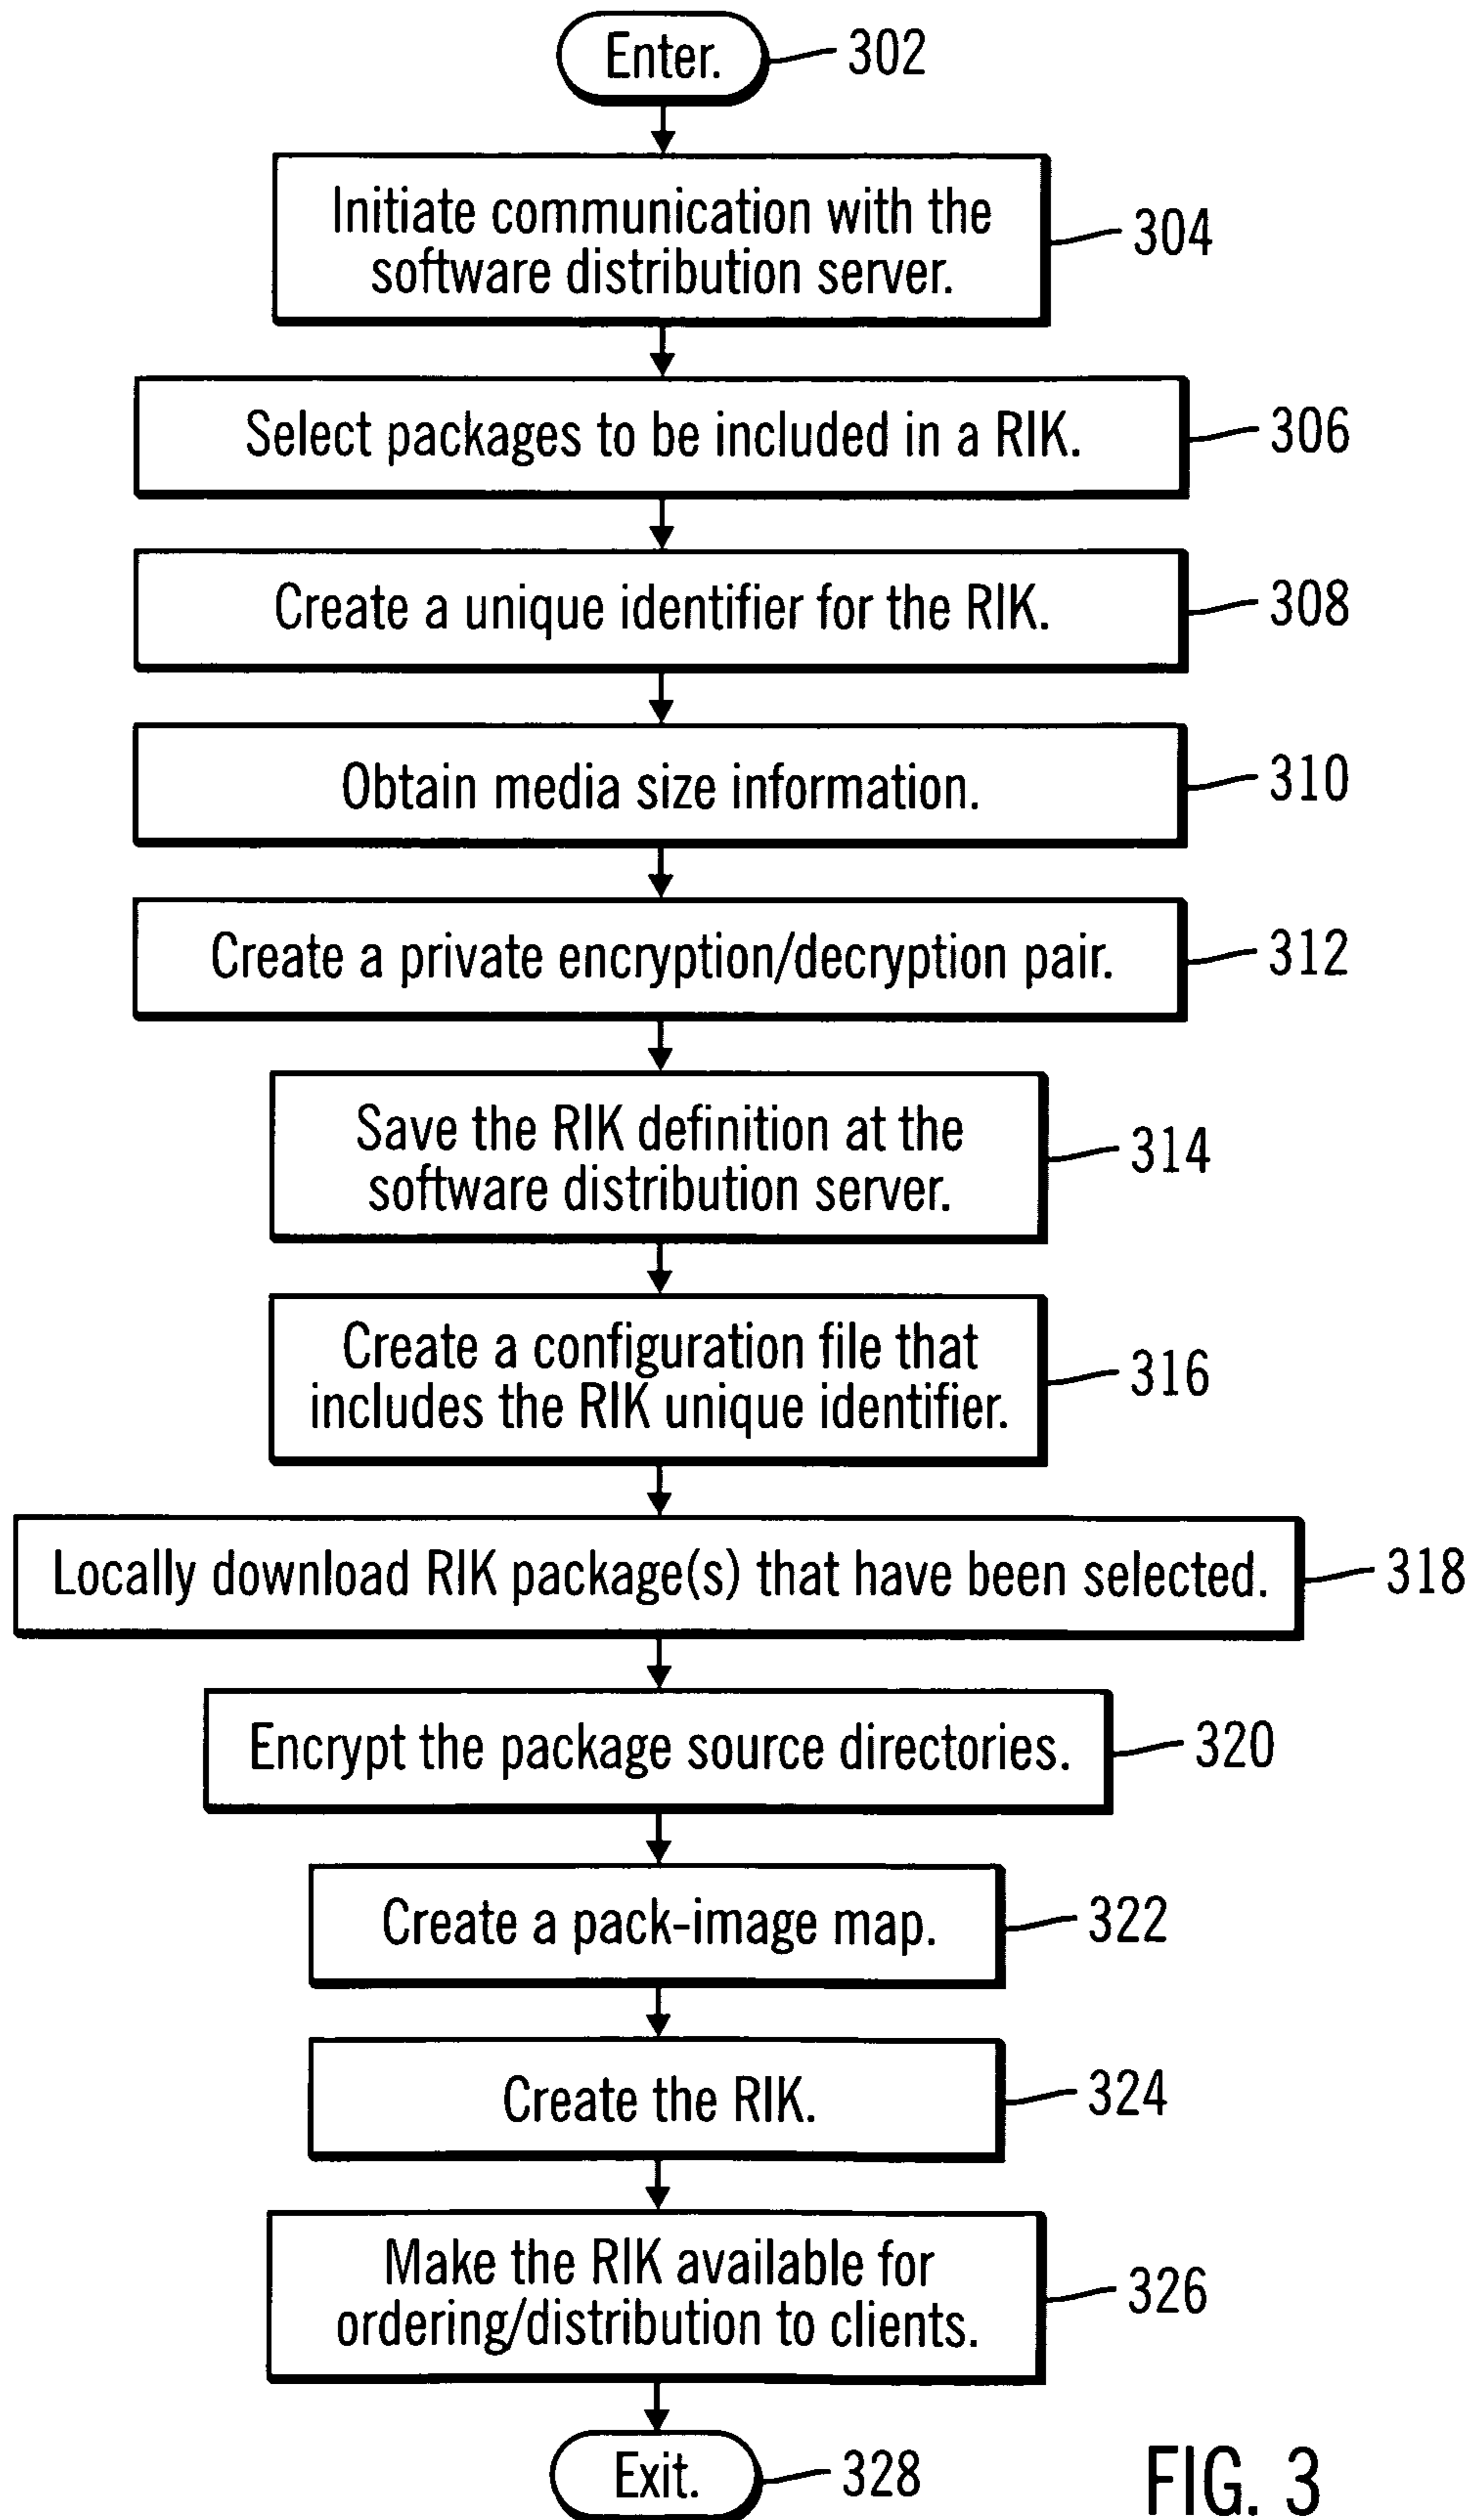 Enter.
302
Initiate communication with the
software distribution server.
304
Select packages to be included in a RIK.
306
Create a unique identifier for the RIK.
308
Obtain media size information.
310
Create a private encryption/decryption pair.
312
Save the RIK definition at the
software distribution server.
314
Create a configuration file that
includes the RIK unique identifier.
316
Locally download RIK package(s) that have been selected.
318
Encrypt the package source directories.
320
Create a pack-image map.
322
Create the RIK.
324
Make the RIK available for
ordering/distribution to clients.
326
Exit.
328
FIG. 3